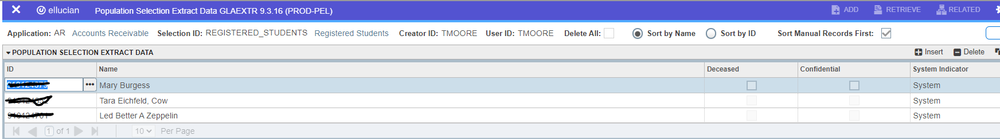 ellucian Population Selection Extract Data GLAEXTR 9.3.16 (PROD-PEL) ADD RETRIEVE RELATED
Application: AR Accounts Receivable Selection ID: REGISTERED_STUDENTS Registered Students Creator ID: TMOORE User ID: TMOORE Delete All: Sort by Name Sort by ID Sort Manual Records First:
POPULATION SELECTION EXTRACT DATA Insert Delete
ID Name Deceased Confidential System Indicator
Mary Burgess System
Tara Eichfeld, Cow System
Led Better A Zeppelin System
1 of 1 10 Per Page